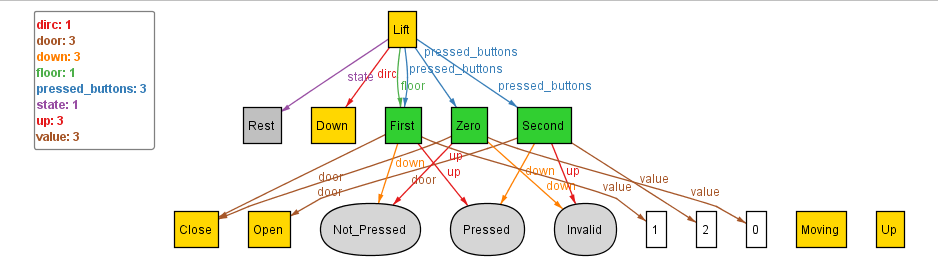 dirc: 1
door: 3
down: 3
floor: 1
pressed_buttons: 3
state: 1
up: 3
value: 3
Lift
pressed_buttons
pressed_buttons
state
dirc
floor
pressed_buttons
Rest
Down
First
Zero
Second
down
up
up
down
up
door
door
door
down
value
value
Close
Open
Not_Pressed
Pressed
Invalid
1
2
0
Moving
Up